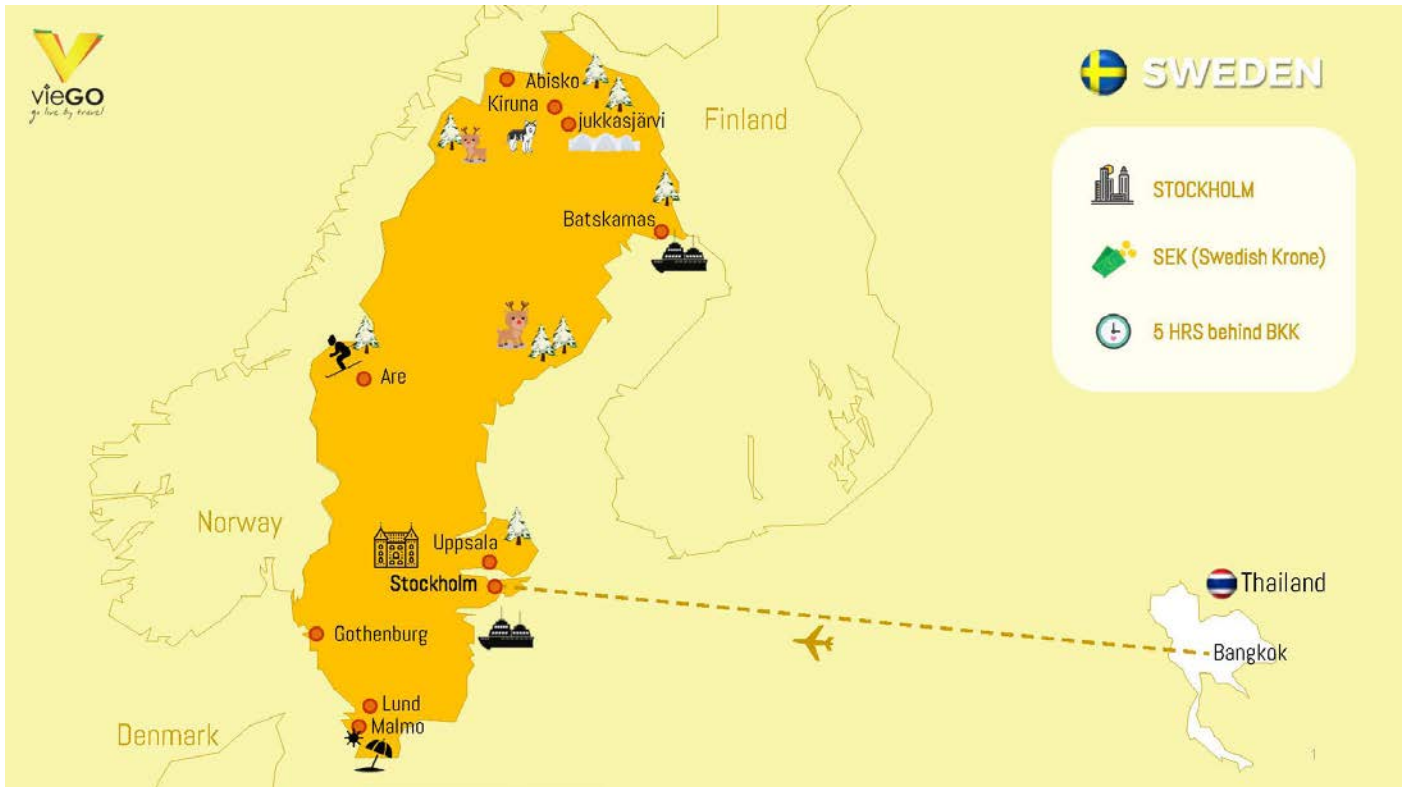 vieGO
go live by travel
SWEDEN
STOCKHOLM
SEK (Swedish Krone)
5 HRS behind BKK
Abisko
Kiruna
jukkasjärvi
Finland
Batskarnas
Are
Norway
Uppsala
Stockholm
Gothenburg
Lund
Malmo
Denmark
Thailand
Bangkok
1